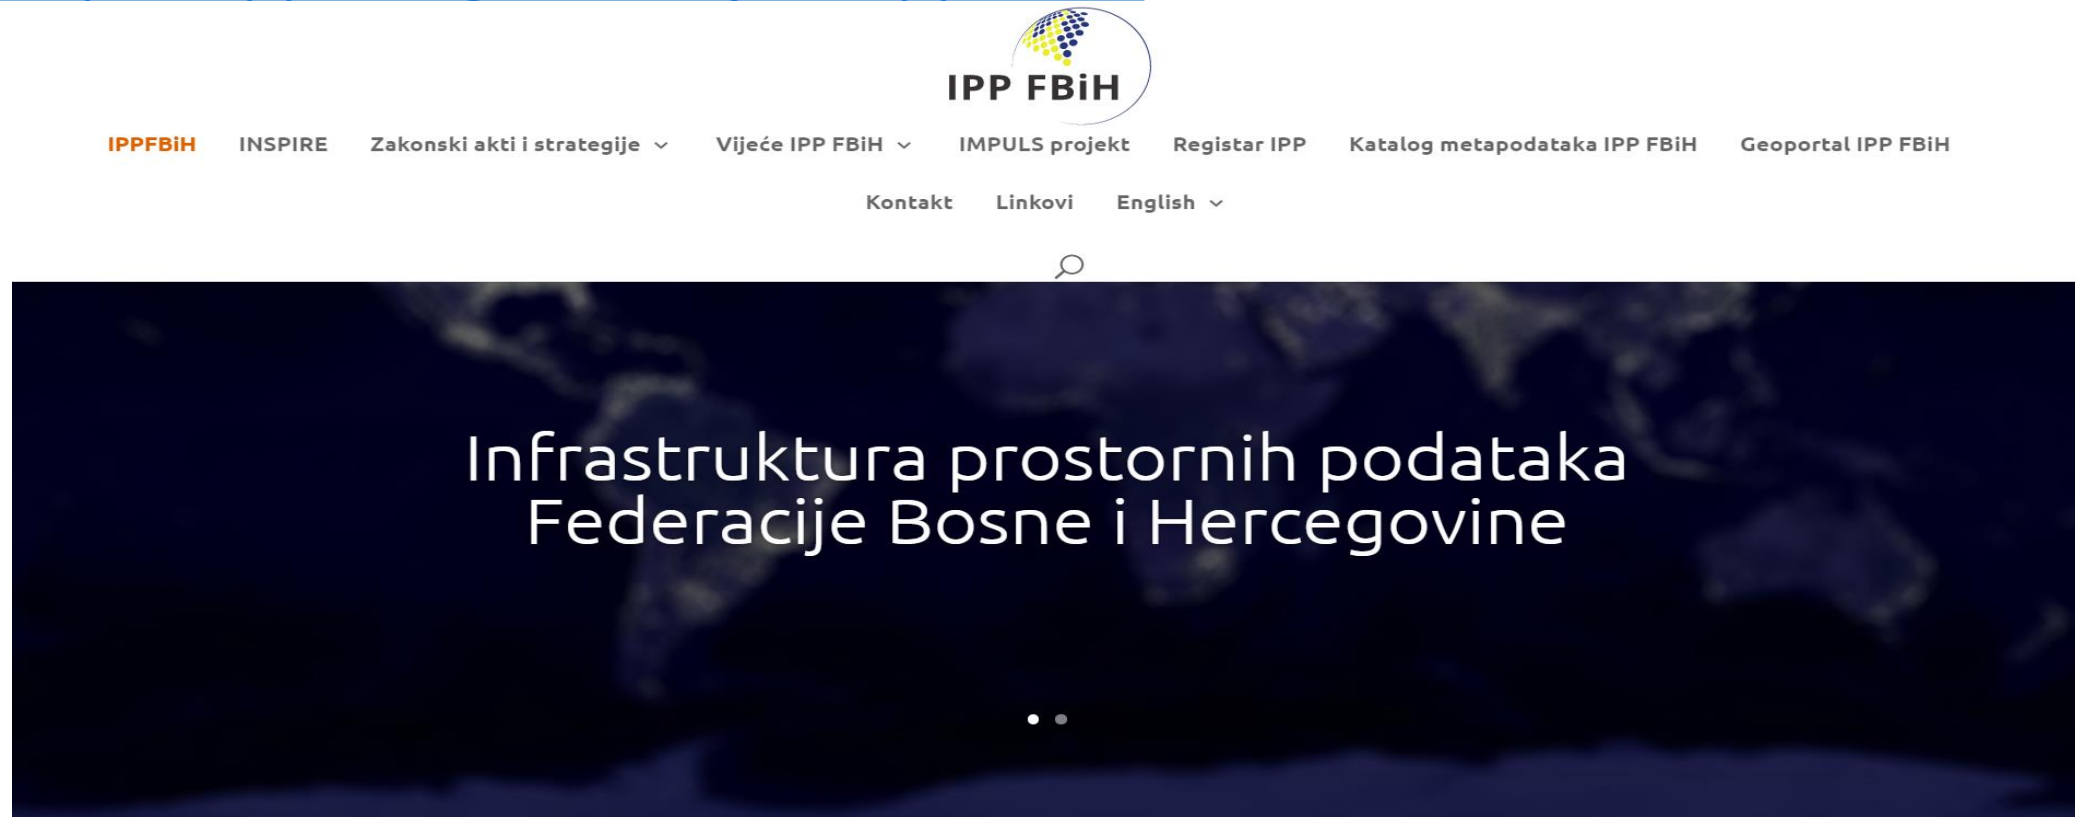 IPP FBiH
IPPFBiH INSPIRE Zakonski akti i strategije Vijeće IPP FBiH IMPULS projekt Registar IPP Katalog metapodataka IPP FBiH Geoportal IPP FBiH
Kontakt Linkovi English
Infrastruktura prostornih podataka
Federacije Bosne i Hercegovine